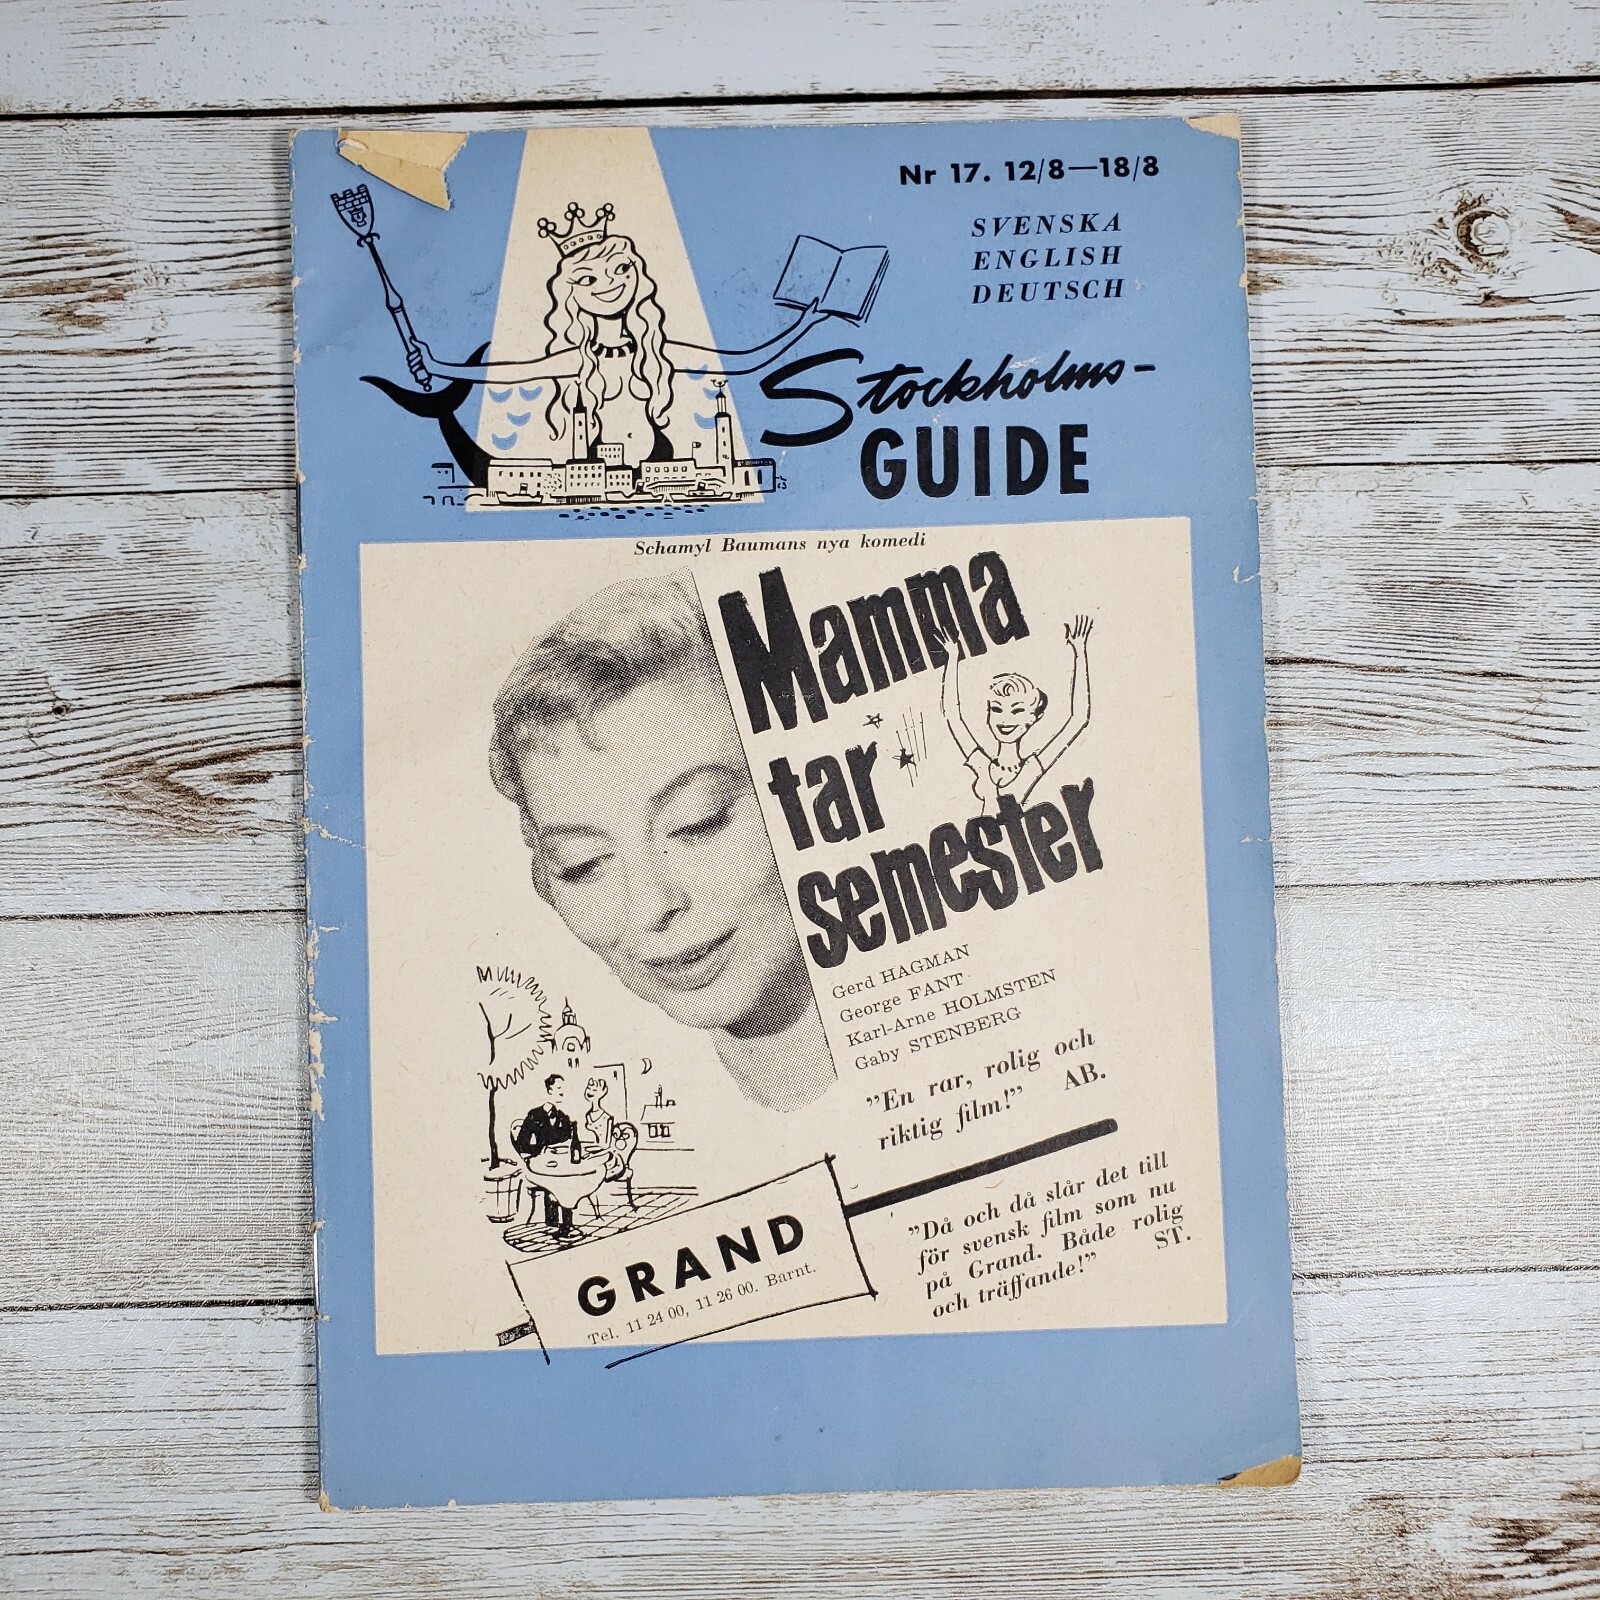 Nr 17. 12/8—18/8
SVENSKA
ENGLISH
DEUTSCH
Stockholms-
GUIDE
Schamyl Baumans nya komedi
Mamma
tar
semester
Gerd HAGMAN
George FANT
Karl-Arne HOLMSTEN
Gaby STENBERG
”En rar, rolig och
riktig film!” AB.
”Då och då slår det till
för svensk film som nu
på Grand. Både rolig
och träffande!” ST.
GRAND
Tel. 11 24 00, 11 26 00. Barnt.